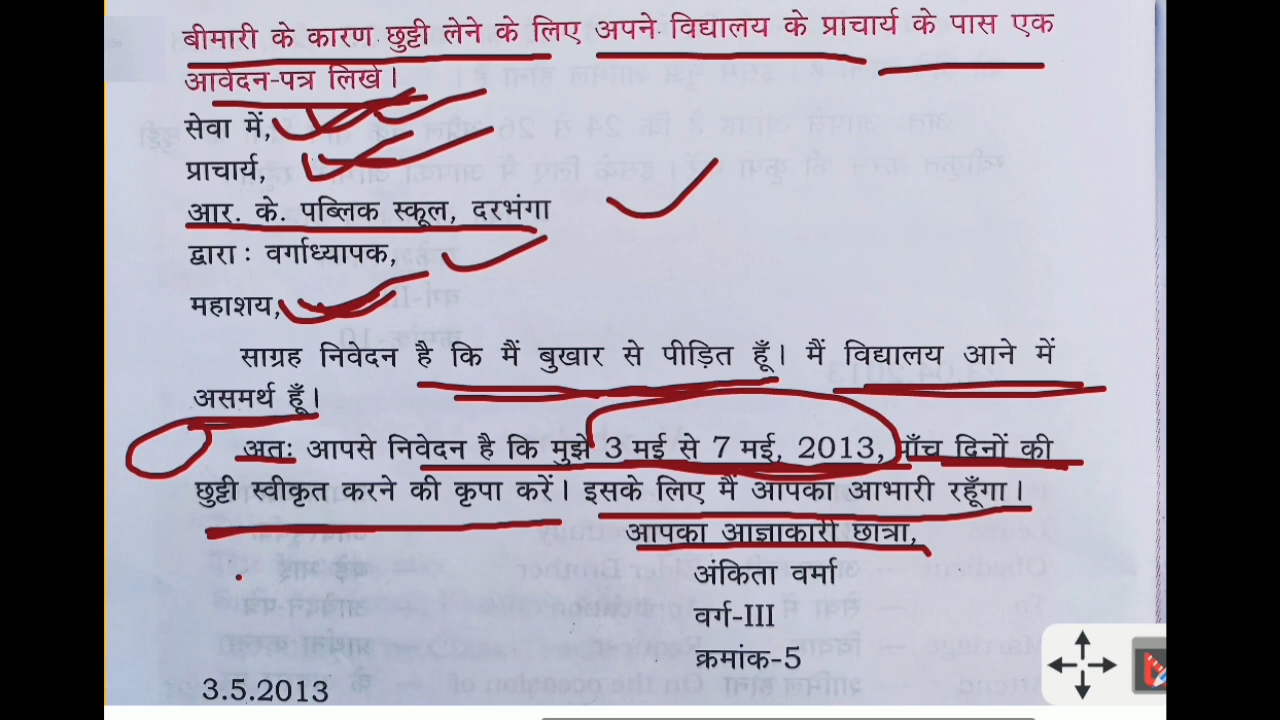 बीमारी के कारण छुट्टी लेने के लिए अपने विद्यालय के प्राचार्य के पास एक
आवेदन-पत्र लिखे।
सेवा में,
प्राचार्य,
आर. के. पब्लिक स्कूल, दरभंगा
द्वारा : वर्गाध्यापक,
महाशय,
साग्रह निवेदन है कि मैं बुखार से पीड़ित हूँ। मैं विद्यालय आने में
असमर्थ हूँ।
अतः आपसे निवेदन है कि मुझे 3 मई से 7 मई, 2013, पाँच दिनों की
छुट्टी स्वीकृत करने की कृपा करें। इसके लिए मैं आपका आभारी रहूँगा।
आपका आज्ञाकारी छात्रा,
अंकिता वर्मा
वर्ग-III
क्रमांक-5
3.5.2013